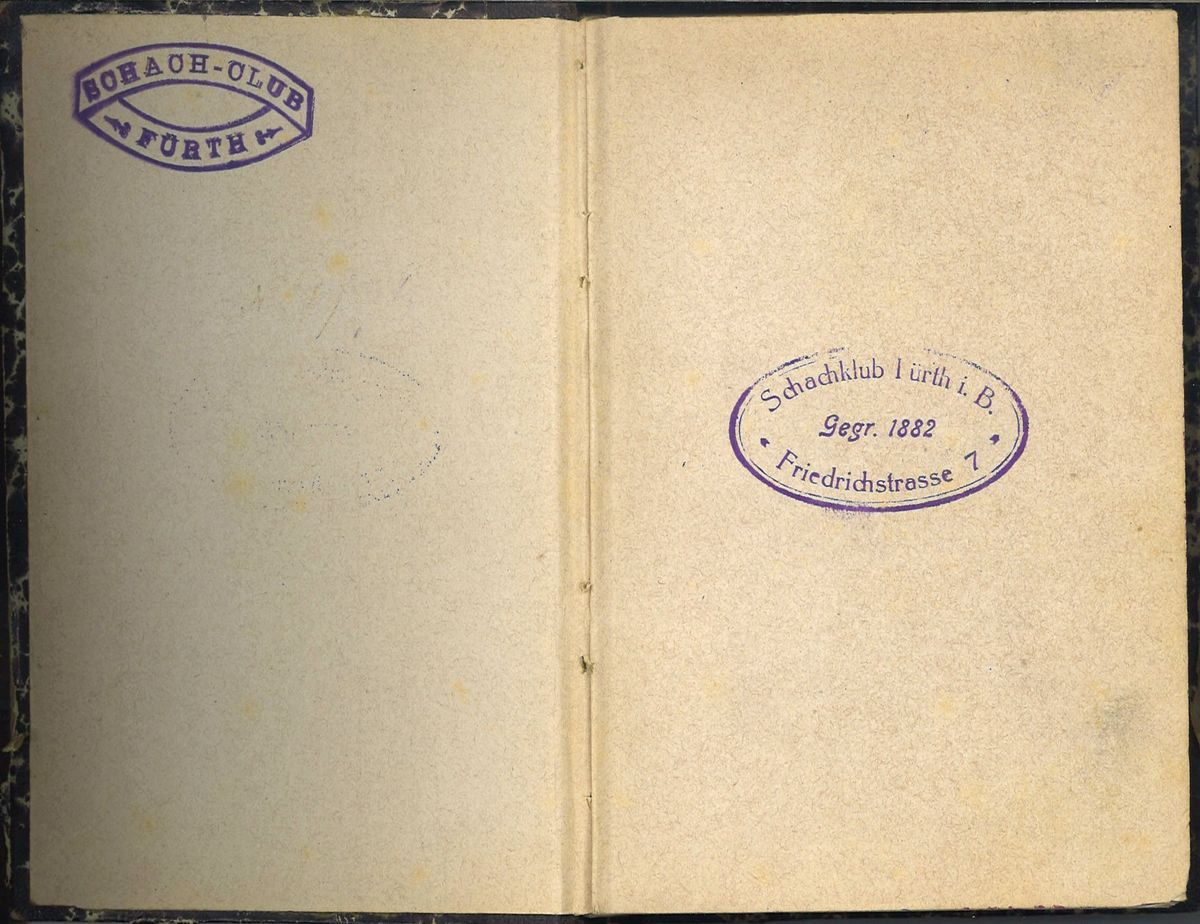 SCHACH-CLUB
FÜRTH
Schachklub Fürth i. B.
Gegr. 1882
Friedrichstrasse 7